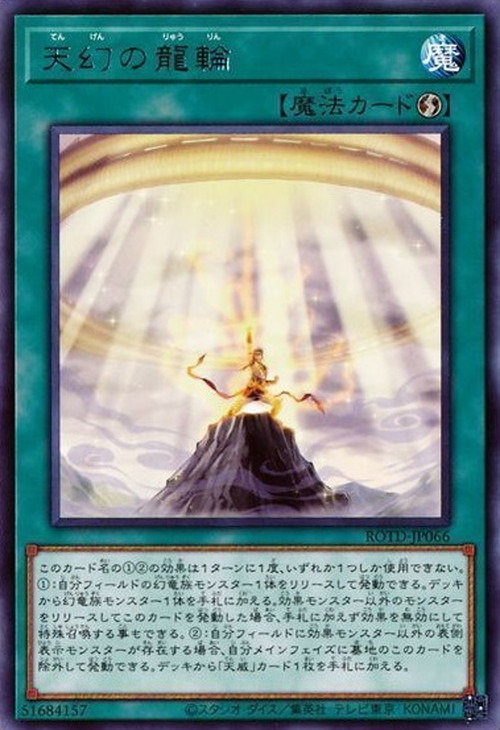 天幻の龍輪
【魔法カード】
ROTD-JP066
このカード名の①②の効果は１ターンに１度、いずれか１つしか使用できない。
①：自分フィールドの幻竜族モンスター１体をリリースして発動できる。デッキ
から幻竜族モンスター１体を手札に加える。効果モンスター以外のモンスター
をリリースしてこのカードを発動した場合、手札に加えず効果を無効にして
特殊召喚する事もできる。②：自分フィールドに効果モンスター以外の表側
表示モンスターが存在する場合、自分メインフェイズに墓地のこのカードを
除外して発動できる。デッキから「天威」カード１枚を手札に加える。
51684157
©スタジオ・ダイス／集英社・テレビ東京・KONAMI